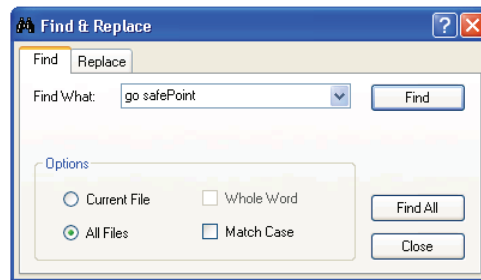 Find & Replace
Find Replace
Find What: go safePoint Find
Options
Current File Whole Word Find All
All Files Match Case Close